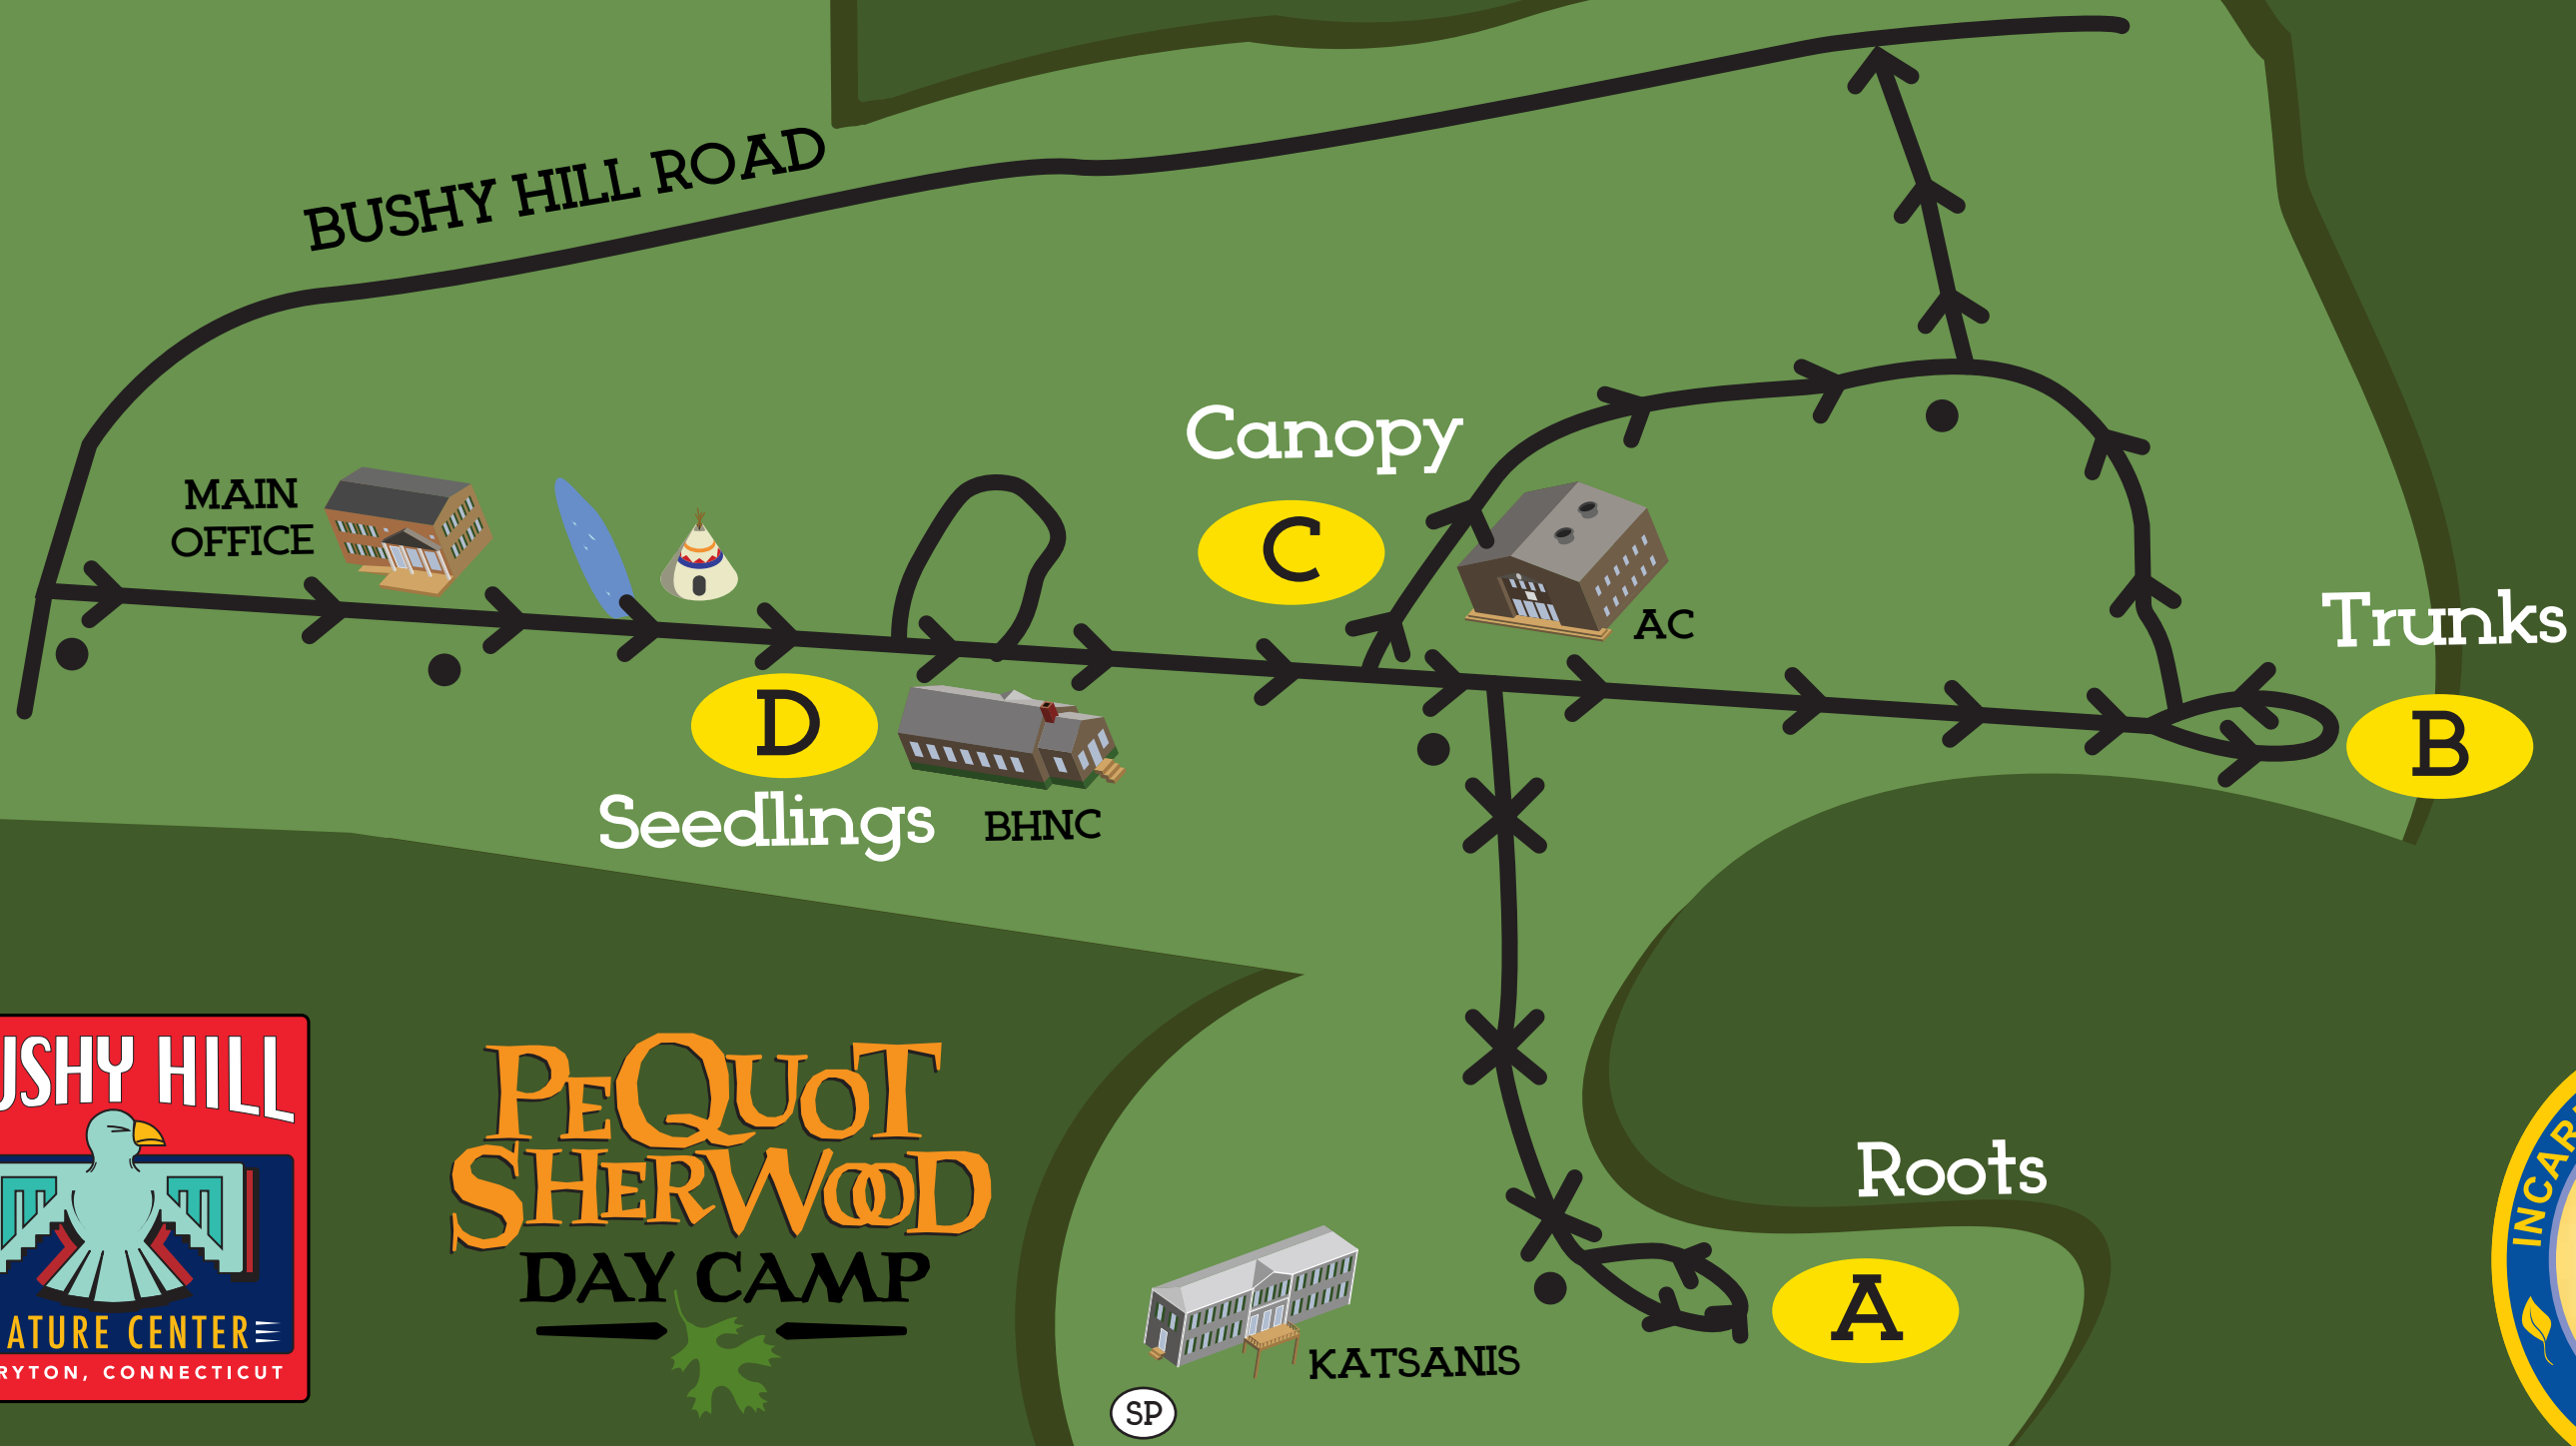 BUSHY HILL ROAD
MAIN
OFFICE
Canopy
C
AC
Trunks
B
D
Seedlings
BHNC
USHY HILL
ATURE CENTER
RYTON, CONNECTICUT
PEQUOT
SHERWOOD
DAY CAMP
Roots
A
KATSANIS
SP
INCAR